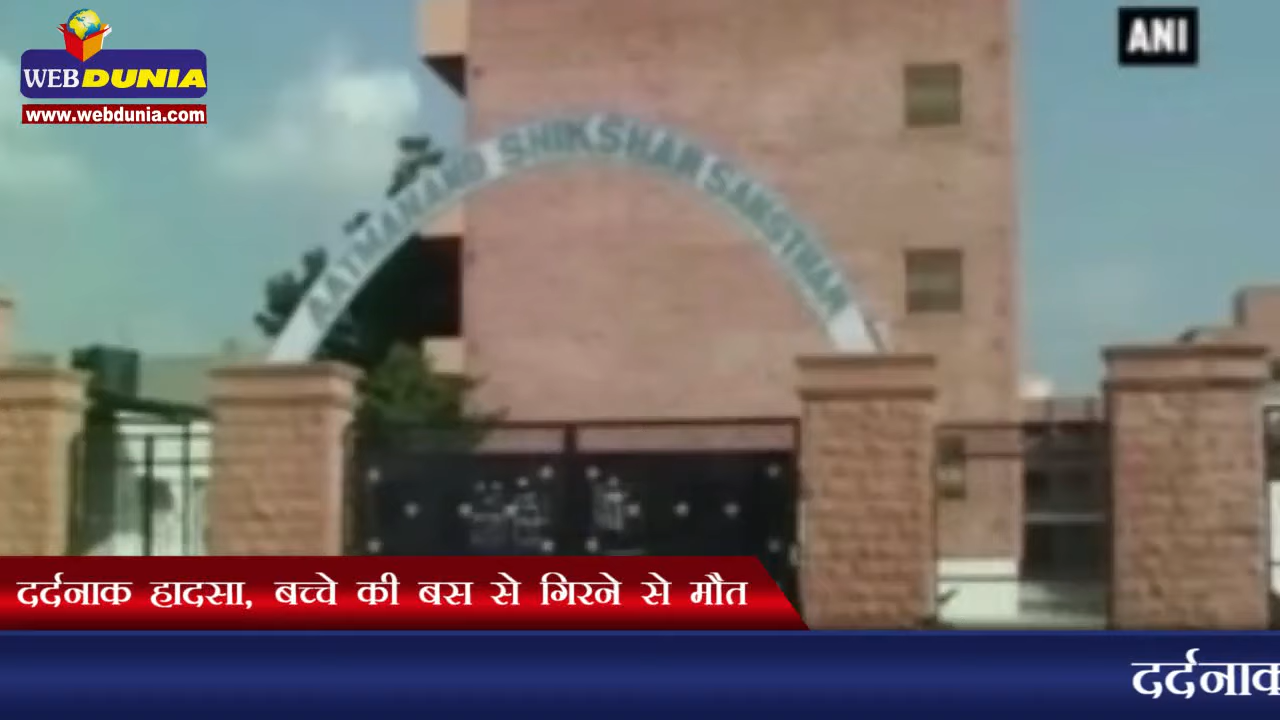 WEBDUNIA
www.webdunia.com
ANI
AATMANAND SHIKSHAN SANSTHAN
दर्दनाक हादसा, बच्चे की बस से गिरने से मौत
दर्दनाक